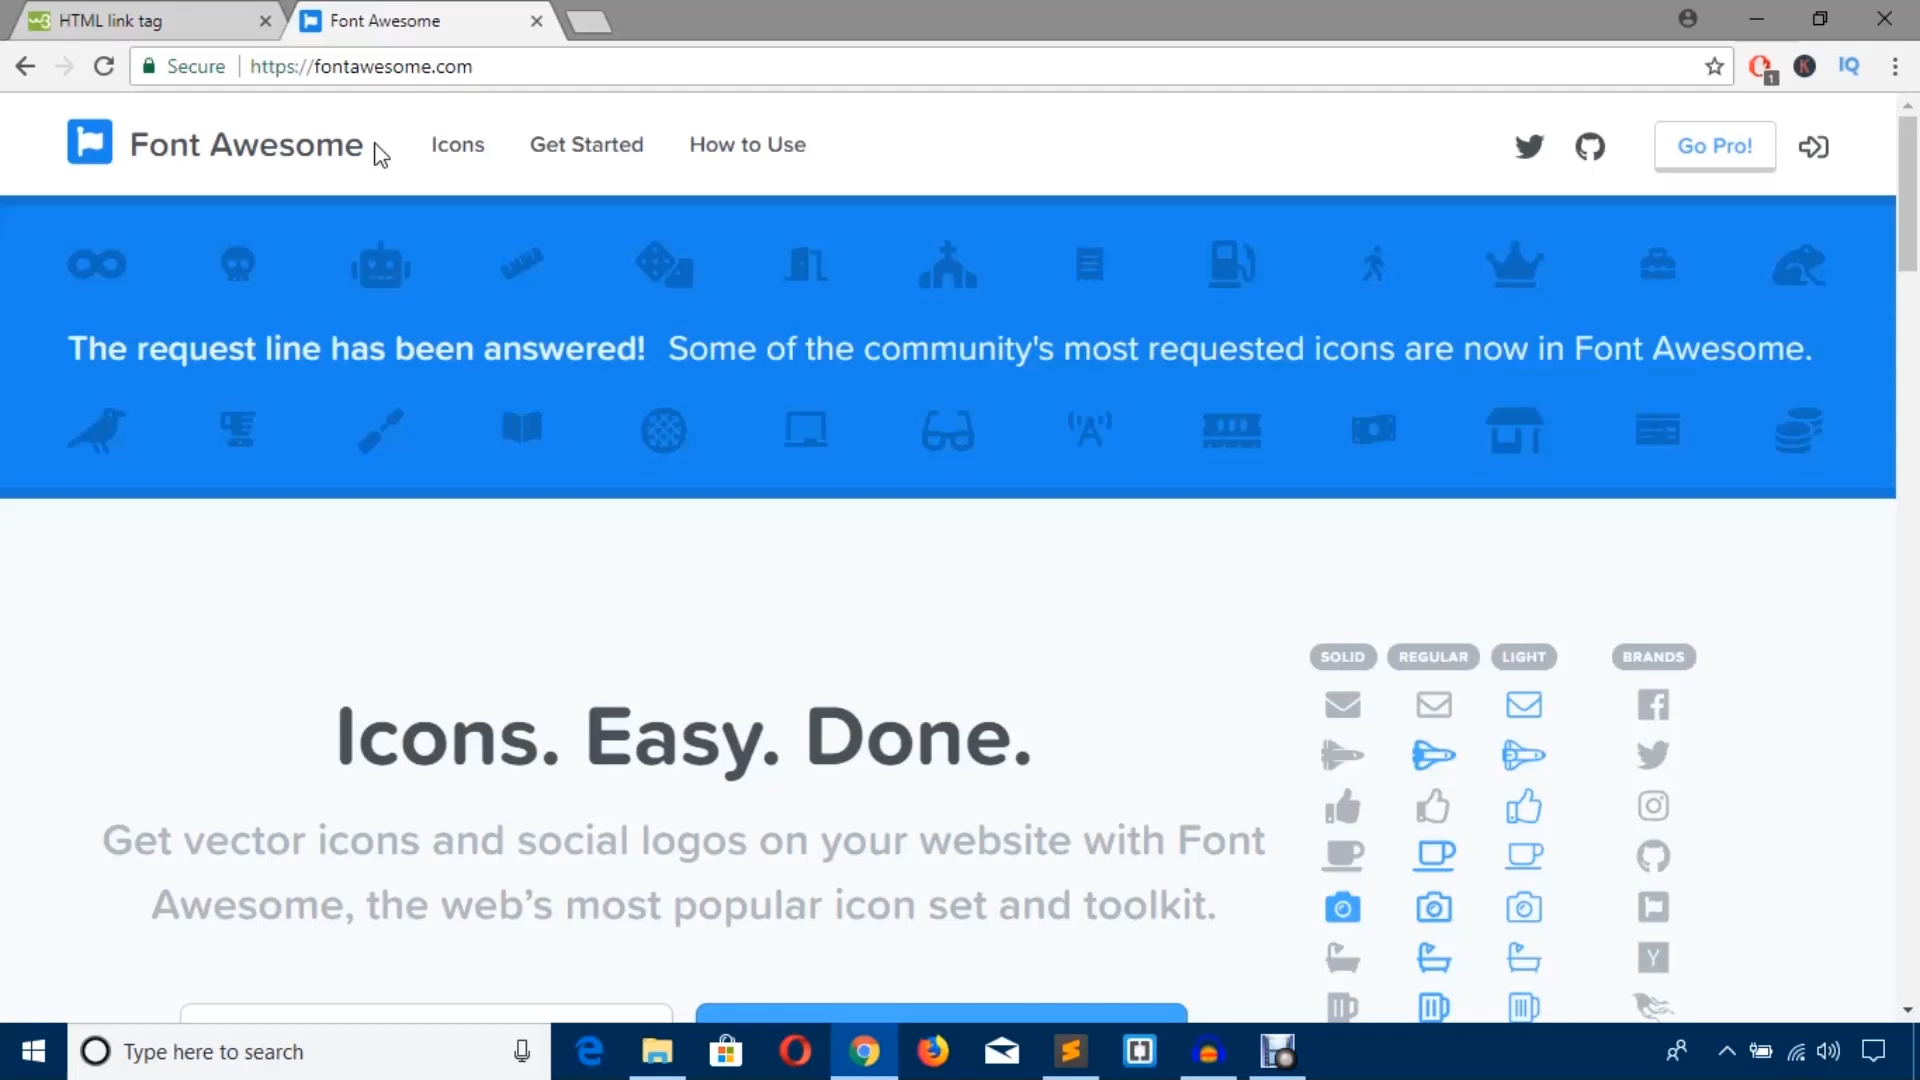 HTML link tag
Font Awesome
Secure
https://fontawesome.com
IQ
1
K
Font Awesome
Icons
Get Started
How to Use
Go Pro!
The request line has been answered! Some of the community's most requested icons are now in Font Awesome.
SOLID
REGULAR
LIGHT
BRANDS
Icons. Easy. Done.
Get vector icons and social logos on your website with Font
Awesome, the web’s most popular icon set and toolkit.
Type here to search